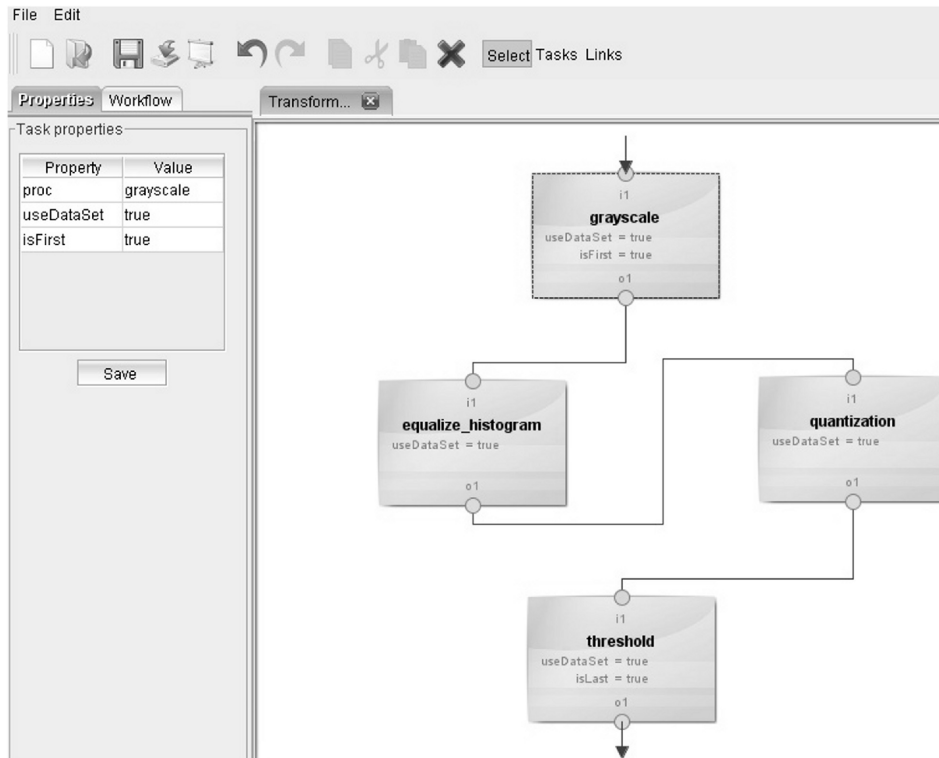 File Edit
Select Tasks Links
Properties Workflow
Transform...
Task properties
Property Value
proc grayscale
useDataSet true
isFirst true
Save
i1
grayscale
useDataSet = true
isFirst = true
o1
i1
equalize_histogram
useDataSet = true
o1
i1
quantization
useDataSet = true
o1
i1
threshold
useDataSet = true
isLast = true
o1